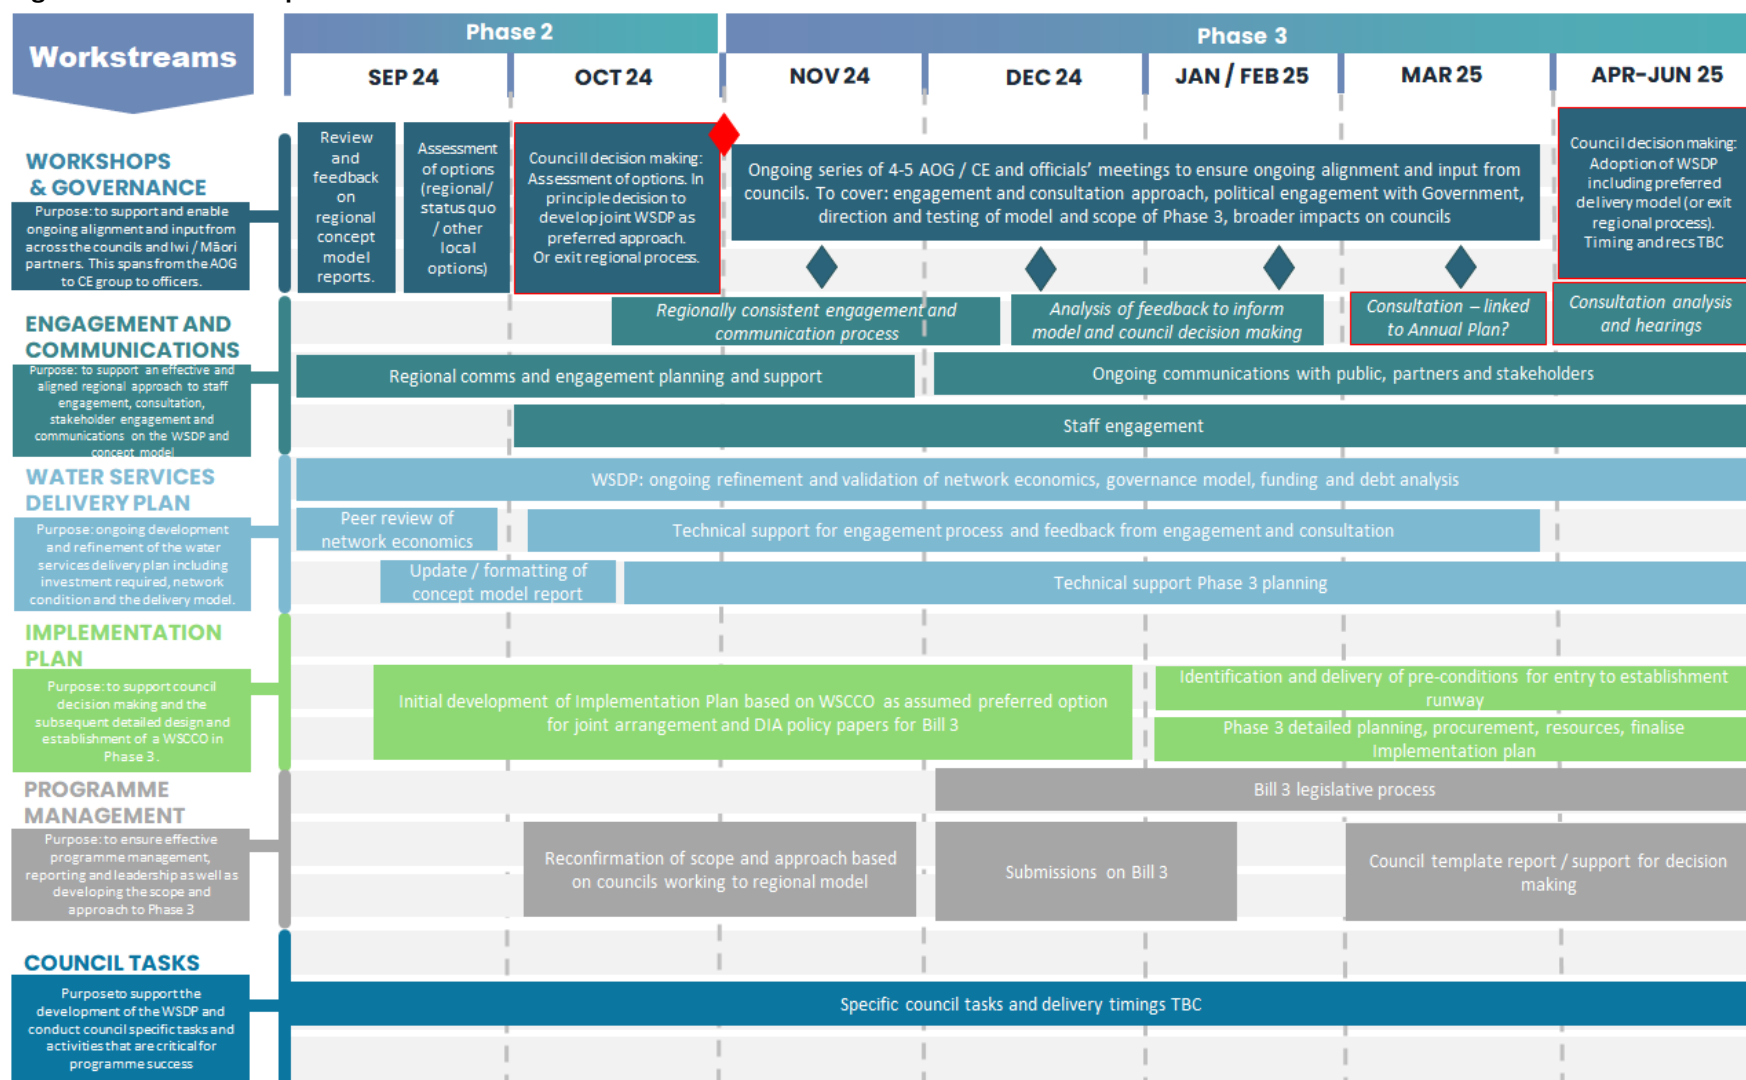 Workstreams
Phase 2
Phase 3
SEP 24
OCT 24
NOV 24
DEC 24
JAN / FEB 25
MAR 25
APR-JUN 25
WORKSHOPS
& GOVERNANCE
Purpose: to support and enable
ongoing alignment and input from
across the councils and Iwi / Māori
partners. This spans from the AOG
to CE group to officers.
Review
and
feedback
on
regional
concept
model
reports.
Assessment
of options
(regional/
status quo
/ other
local
options)
Councill decision making:
Assessment of options. In
principle decision to
develop joint WSDP as
preferred approach.
Or exit regional process.
Ongoing series of 4-5 AOG / CE and officials' meetings to ensure ongoing alignment and input from
councils. To cover: engagement and consultation approach, political engagement with Government,
direction and testing of model and scope of Phase 3, broader impacts on councils
Council decision making:
Adoption of WSDP
including preferred
delivery model (or exit
regional process).
Timing and recs TBC
ENGAGEMENT AND
COMMUNICATIONS
Purpose: to support an effective and
aligned regional approach to staff
engagement, consultation,
stakeholder engagement and
communications on the WSDP and
concept model
Regionally consistent engagement and
communication process
Analysis of feedback to inform
model and council decision making
Consultation – linked
to Annual Plan?
Consultation analysis
and hearings
Regional comms and engagement planning and support
Ongoing communications with public, partners and stakeholders
Staff engagement
WATER SERVICES
DELIVERY PLAN
Purpose: ongoing development
and refinement of the water
services delivery plan including
investment required, network
condition and the delivery model.
WSDP: ongoing refinement and validation of network economics, governance model, funding and debt analysis
Peer review of
network economics
Technical support for engagement process and feedback from engagement and consultation
Update / formatting of
concept model report
Technical support Phase 3 planning
IMPLEMENTATION
PLAN
Purpose: to support council
decision making and the
subsequent detailed design and
establishment of a WSCCO in
Phase 3.
Initial development of Implementation Plan based on WSCCO as assumed preferred option
for joint arrangement and DIA policy papers for Bill 3
Identification and delivery of pre-conditions for entry to establishment
runway
Phase 3 detailed planning, procurement, resources, finalise
Implementation plan
PROGRAMME
MANAGEMENT
Purpose: to ensure effective
programme management,
reporting and leadership as well as
developing the scope and
approach to Phase 3
Bill 3 legislative process
Reconfirmation of scope and approach based
on councils working to regional model
Submissions on Bill 3
Council template report / support for decision
making
COUNCIL TASKS
Purpose to support the
development of the WSDP and
conduct council specific tasks and
activities that are critical for
programme success
Specific council tasks and delivery timings TBC